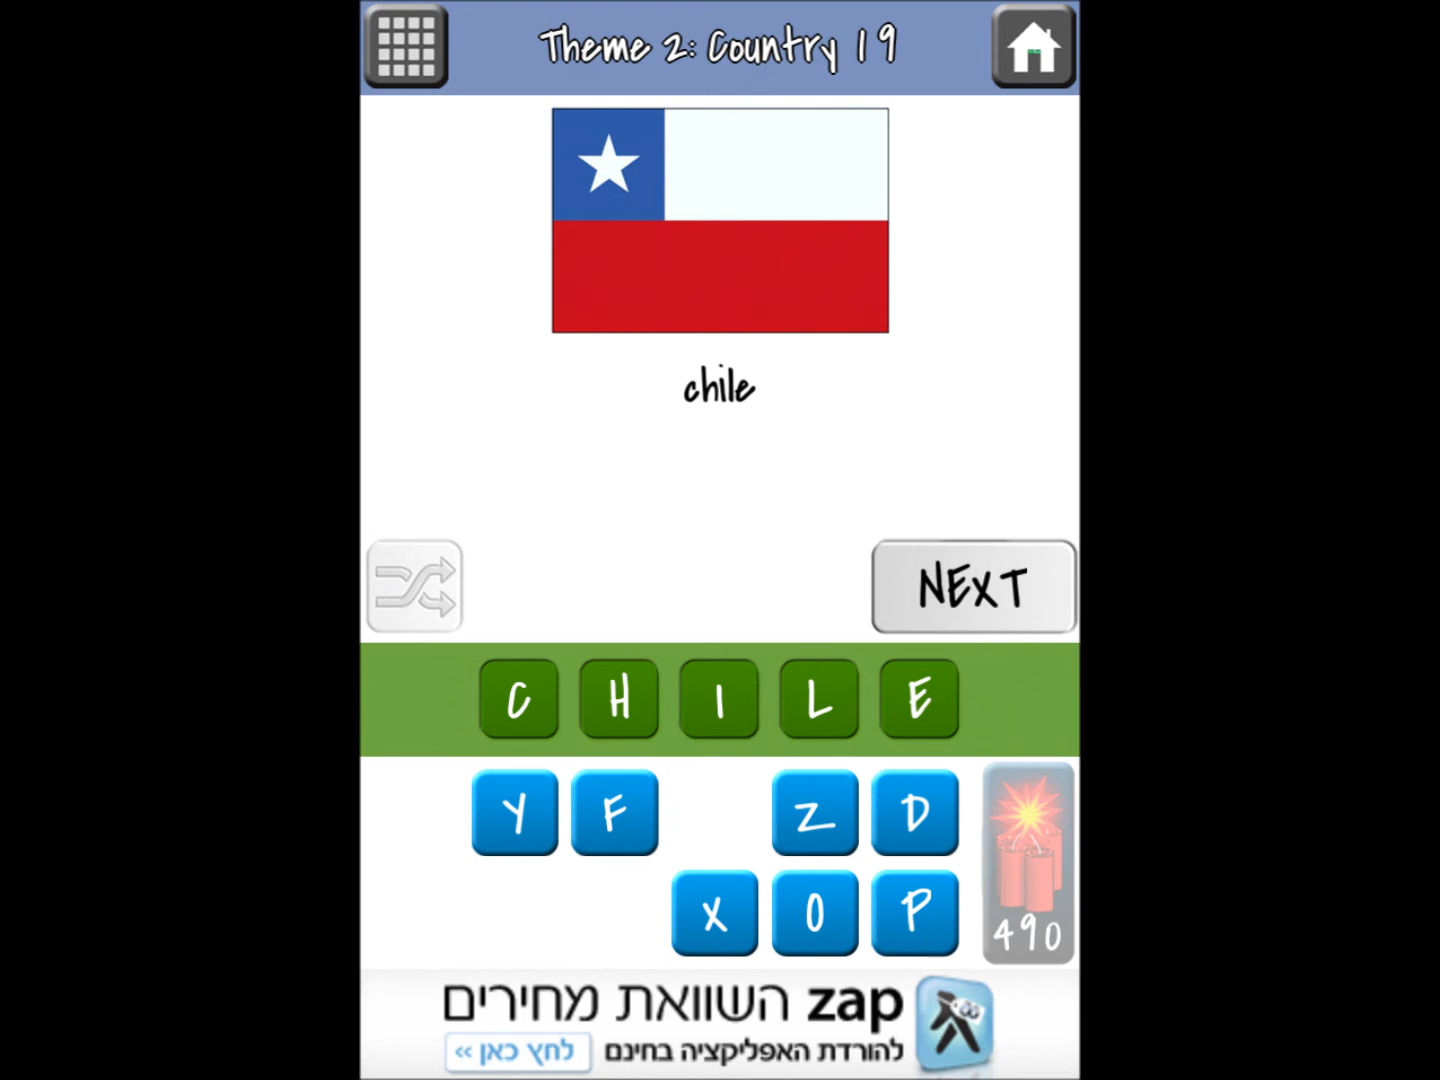 Theme 2: Country 19
chile
NEXT
C H I L E
Y F Z D
X O P
490
zap השוואת מחירים
להורדת האפליקציה בחינם
לחץ כאן >>